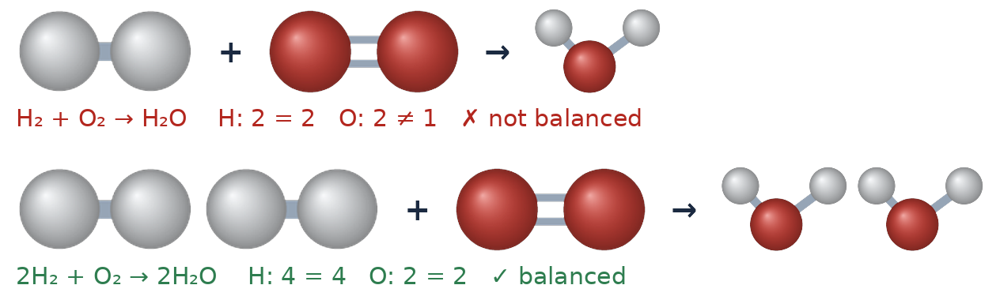 + →
H₂ + O₂ → H₂O H: 2 = 2 O: 2 ≠ 1 ✗ not balanced
+ →
2H₂ + O₂ → 2H₂O H: 4 = 4 O: 2 = 2 ✓ balanced